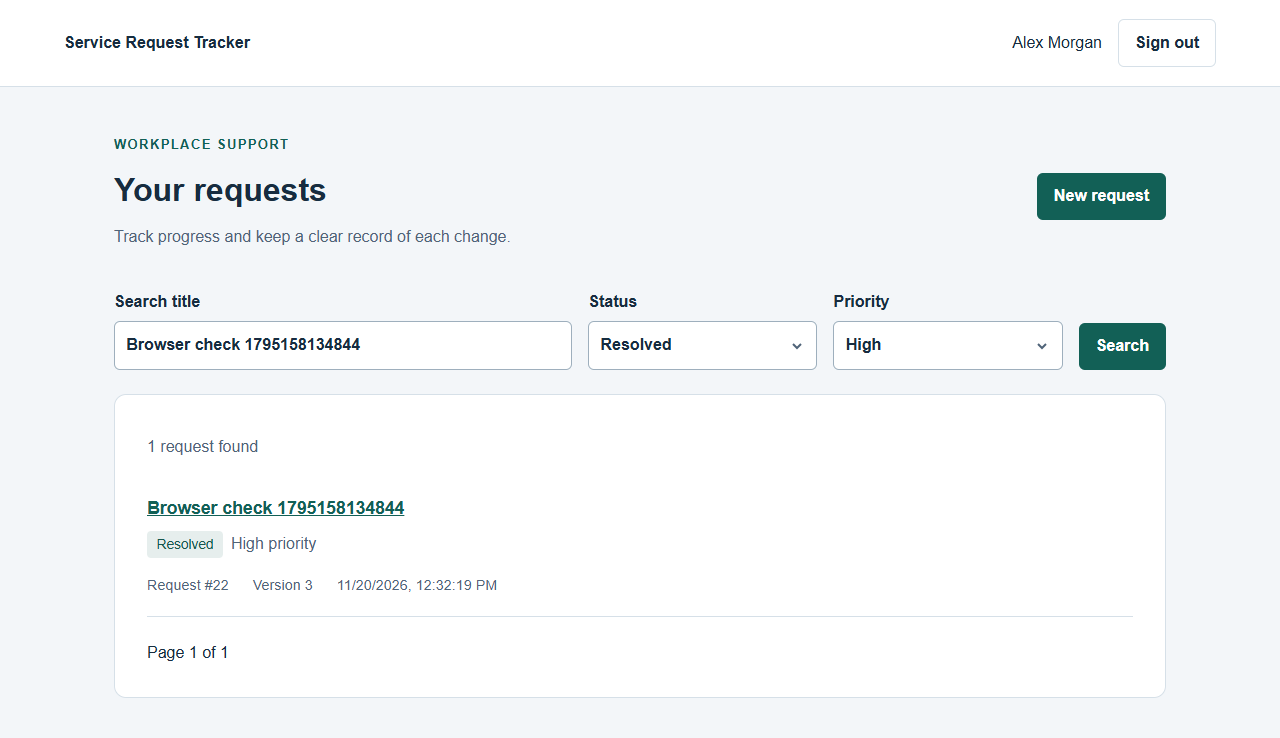 Service Request Tracker
Alex Morgan
Sign out
WORKPLACE SUPPORT
Your requests
New request
Track progress and keep a clear record of each change.
Search title
Status
Priority
Browser check 1795158134844
Resolved
High
Search
1 request found
Browser check 1795158134844
Resolved
High priority
Request #22
Version 3
11/20/2026, 12:32:19 PM
Page 1 of 1